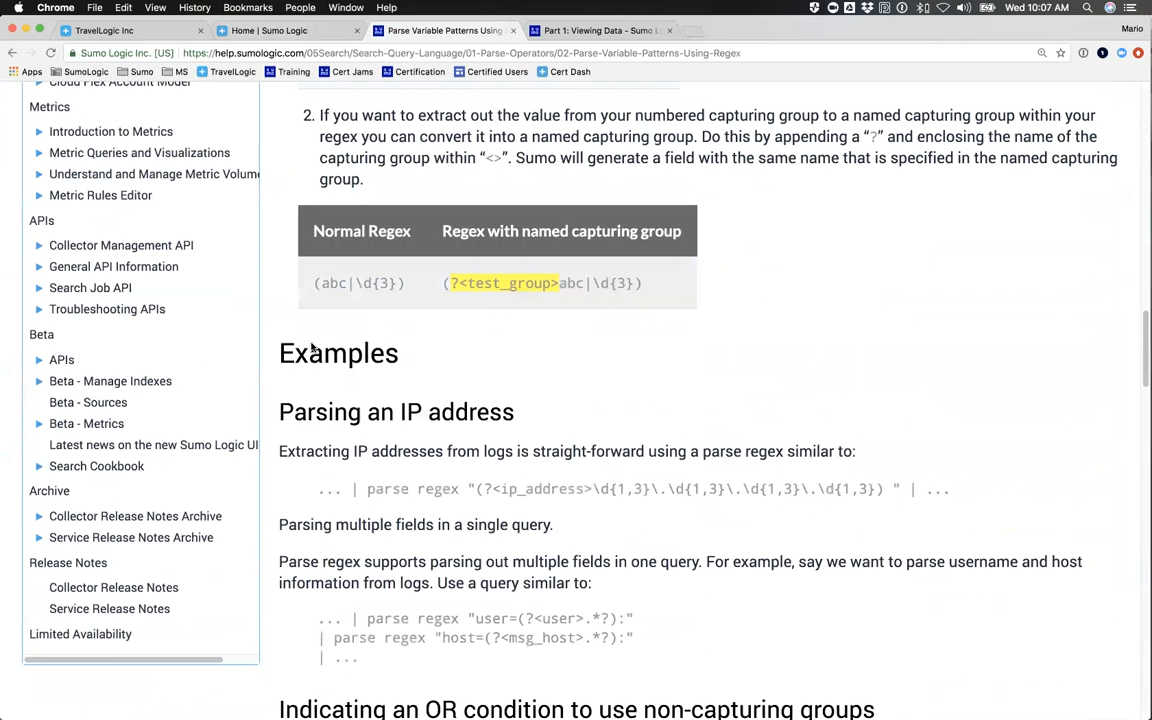 Chrome File Edit View History Bookmarks People Window Help Wed 10:07 AM
TravelLogic Inc
Home | Sumo Logic
Parse Variable Patterns Using
Part 1: Viewing Data - Sumo L
Mario
Sumo Logic Inc. [US] https://help.sumologic.com/05Search/Search-Query-Language/01-Parse-Operators/02-Parse-Variable-Patterns-Using-Regex
Apps SumoLogic Sumo MS TravelLogic Training Cert Jams Certification Certified Users Cert Dash
Cloud Flex Account Model
Metrics
Introduction to Metrics
Metric Queries and Visualizations
Understand and Manage Metric Volume
Metric Rules Editor
APIs
Collector Management API
General API Information
Search Job API
Troubleshooting APIs
Beta
APIs
Beta - Manage Indexes
Beta - Sources
Beta - Metrics
Latest news on the new Sumo Logic UI
Search Cookbook
Archive
Collector Release Notes Archive
Service Release Notes Archive
Release Notes
Collector Release Notes
Service Release Notes
Limited Availability
2. If you want to extract out the value from your numbered capturing group to a named capturing group within your
regex you can convert it into a named capturing group. Do this by appending a “?” and enclosing the name of the
capturing group within “<>”. Sumo will generate a field with the same name that is specified in the named capturing
group.
Normal Regex Regex with named capturing group
(abc|\d{3}) (?<test_group>abc|\d{3})
Examples
Parsing an IP address
Extracting IP addresses from logs is straight-forward using a parse regex similar to:
... | parse regex "(?<ip_address>\d{1,3}\.\d{1,3}\.\d{1,3}\.\d{1,3}) " | ...
Parsing multiple fields in a single query.
Parse regex supports parsing out multiple fields in one query. For example, say we want to parse username and host
information from logs. Use a query similar to:
... | parse regex "user=(?<user>.*?):"
| parse regex "host=(?<msg_host>.*?):"
| ...
Indicating an OR condition to use non-capturing groups